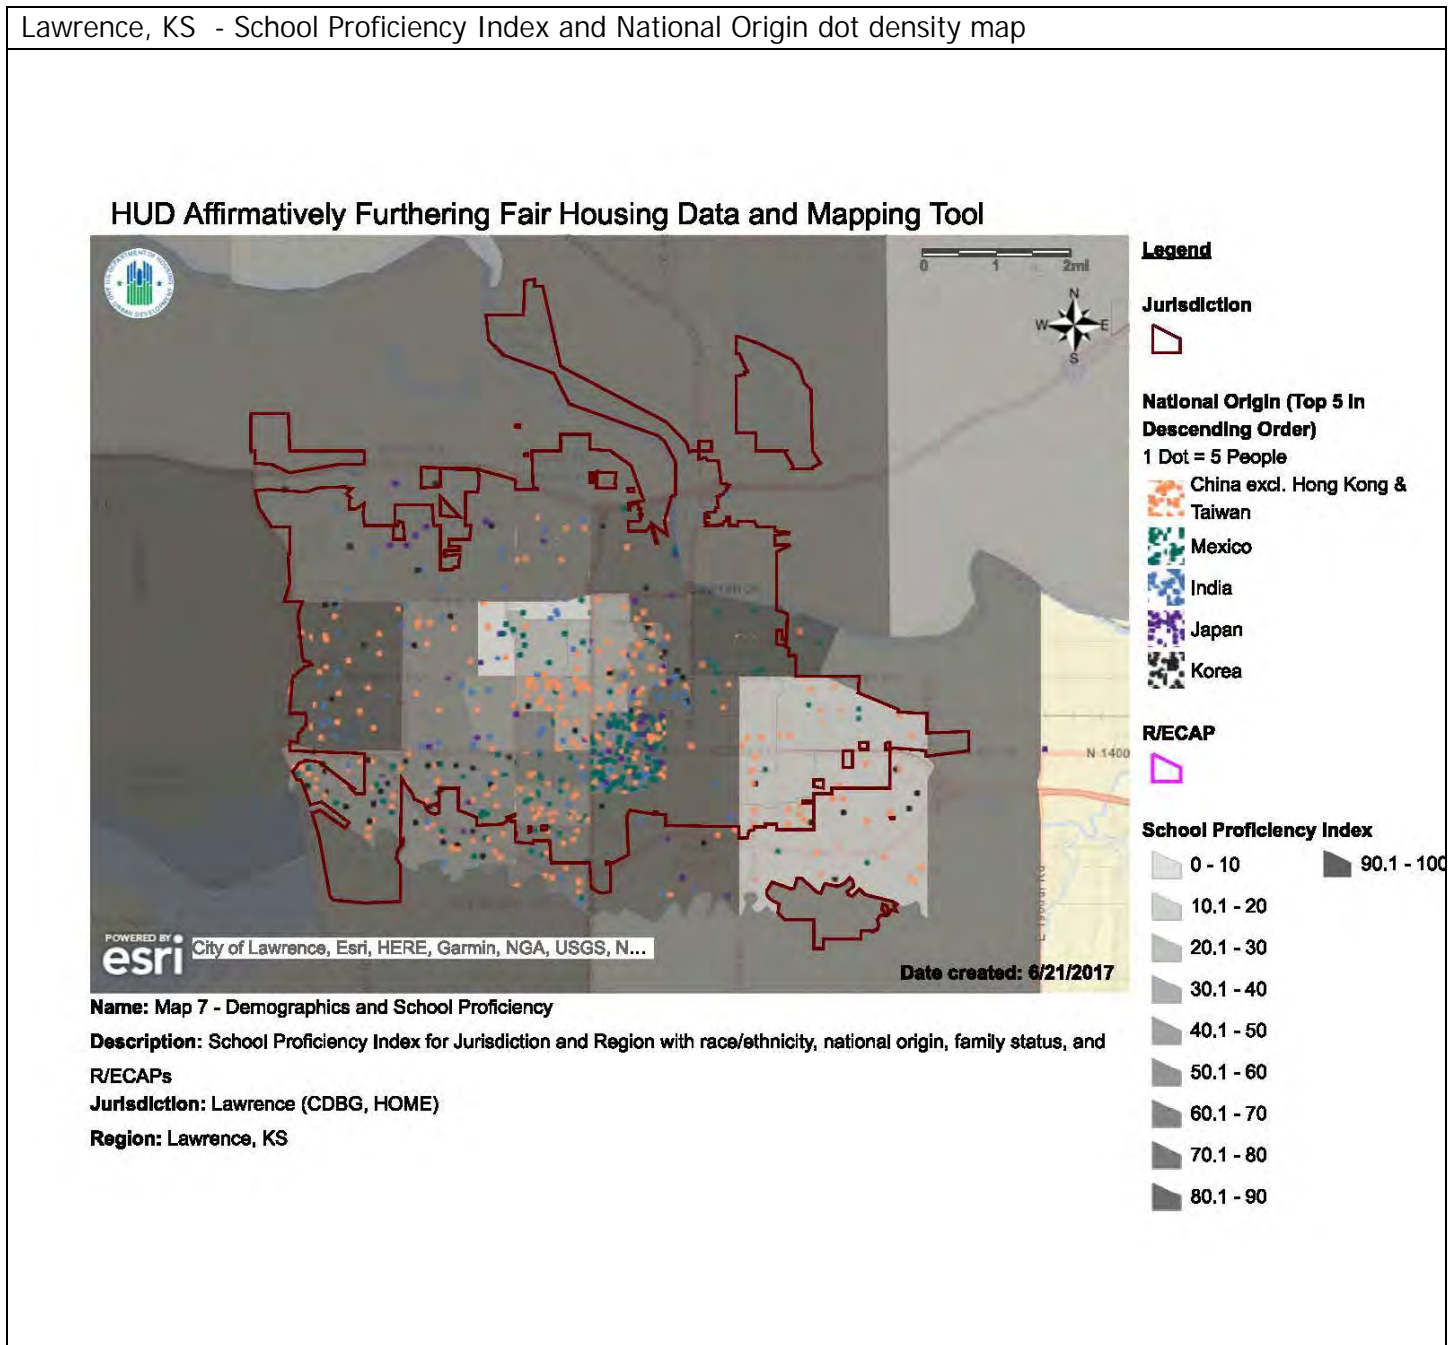 Lawrence, KS - School Proficiency Index and National Origin dot density map
HUD Affirmatively Furthering Fair Housing Data and Mapping Tool
0 1 2mi
N
W E
S
N 1400
POWERED BY
esri
City of Lawrence, Esri, HERE, Garmin, NGA, USGS, N...
Date created: 6/21/2017
Legend
Jurisdiction
National Origin (Top 5 in
Descending Order)
1 Dot = 5 People
China excl. Hong Kong &
Taiwan
Mexico
India
Japan
Korea
R/ECAP
School Proficiency Index
0 - 10
90.1 - 100
10.1 - 20
20.1 - 30
30.1 - 40
40.1 - 50
50.1 - 60
60.1 - 70
70.1 - 80
80.1 - 90
Name: Map 7 - Demographics and School Proficiency
Description: School Proficiency Index for Jurisdiction and Region with race/ethnicity, national origin, family status, and
R/ECAPs
Jurisdiction: Lawrence (CDBG, HOME)
Region: Lawrence, KS